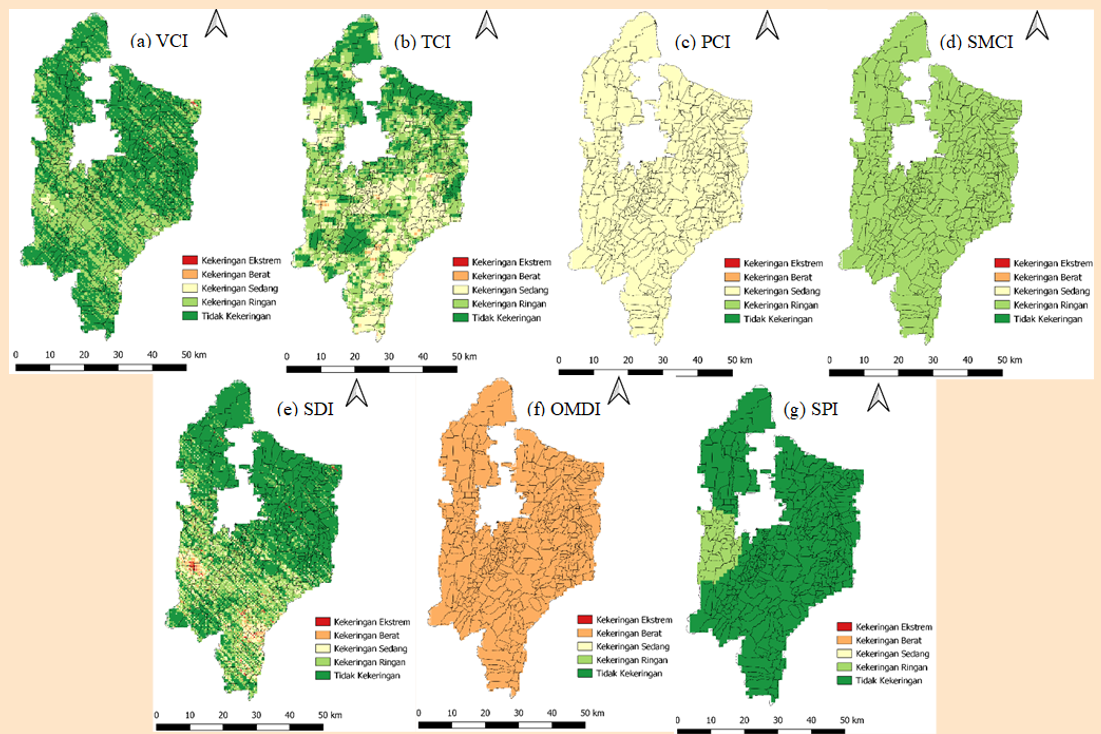 (a) VCI
Kekeringan Ekstrem
Kekeringan Berat
Kekeringan Sedang
Kekeringan Ringan
Tidak Kekeringan
0 10 20 30 40 50 km
(b) TCI
Kekeringan Ekstrem
Kekeringan Berat
Kekeringan Sedang
Kekeringan Ringan
Tidak Kekeringan
0 10 20 30 40 50 km
(c) PCI
Kekeringan Ekstrem
Kekeringan Berat
Kekeringan Sedang
Kekeringan Ringan
Tidak Kekeringan
0 10 20 30 40 50 km
(d) SMCI
Kekeringan Ekstrem
Kekeringan Berat
Kekeringan Sedang
Kekeringan Ringan
Tidak Kekeringan
0 10 20 30 40 50 km
(e) SDI
Kekeringan Ekstrem
Kekeringan Berat
Kekeringan Sedang
Kekeringan Ringan
Tidak Kekeringan
0 10 20 30 40 50 km
(f) OMDI
Kekeringan Ekstrem
Kekeringan Berat
Kekeringan Sedang
Kekeringan Ringan
Tidak Kekeringan
0 10 20 30 40 50 km
(g) SPI
Kekeringan Ekstrem
Kekeringan Berat
Kekeringan Sedang
Kekeringan Ringan
Tidak Kekeringan
0 10 20 30 40 50 km